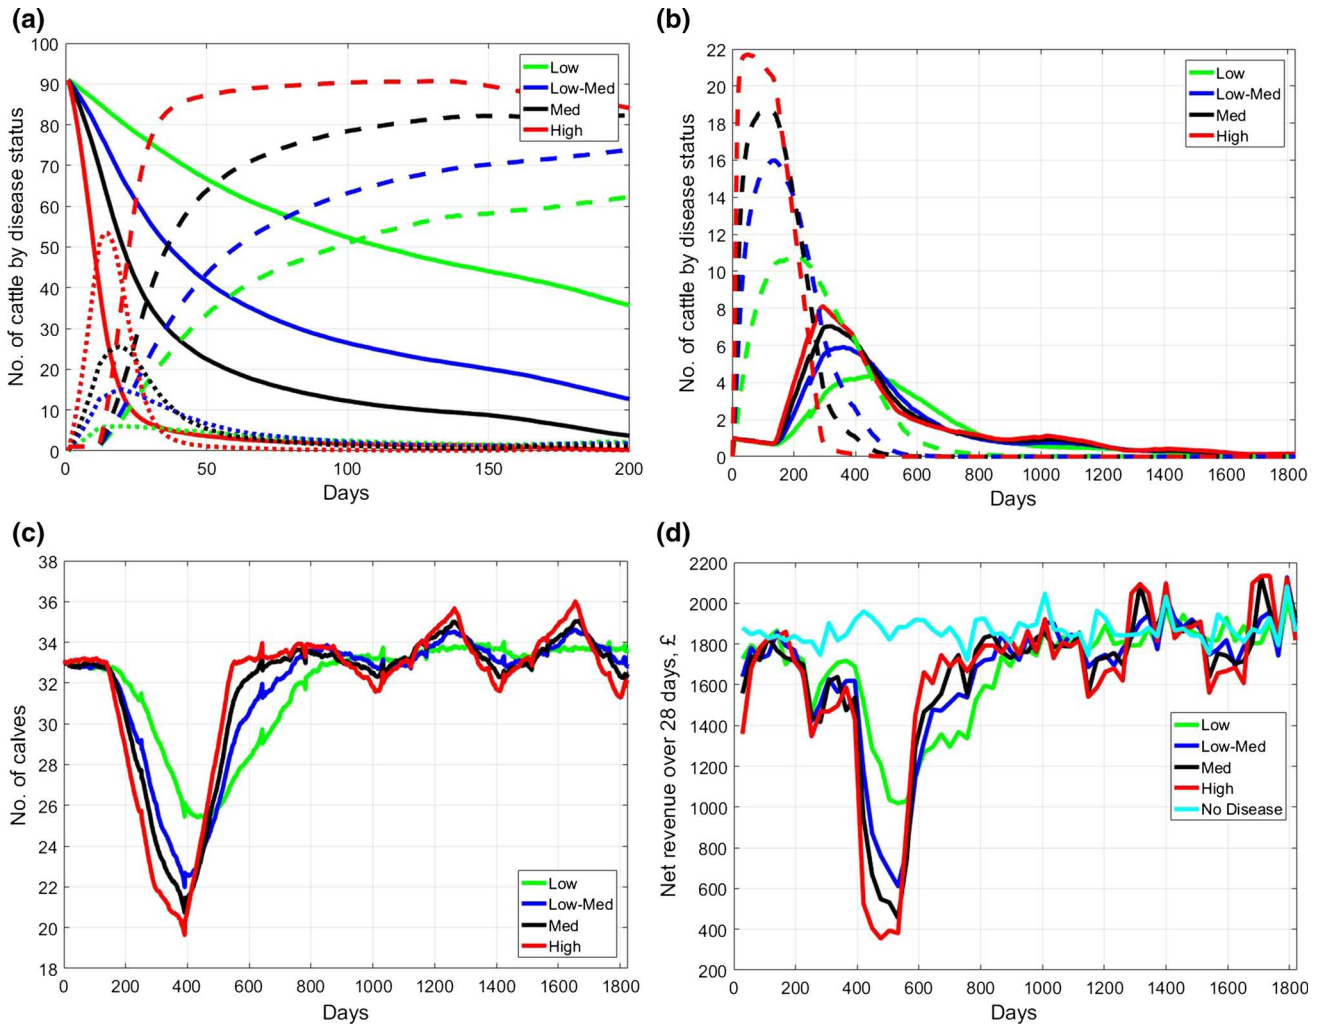 (a)
No. of cattle by disease status
100
90
80
70
60
50
40
30
20
10
0
0 50 100 150 200
Days
Low
Low-Med
Med
High
(b)
No. of cattle by disease status
22
20
18
16
14
12
10
8
6
4
2
0
0 200 400 600 800 1000 1200 1400 1600 1800
Days
Low
Low-Med
Med
High
(c)
No. of calves
38
36
34
32
30
28
26
24
22
20
18
0 200 400 600 800 1000 1200 1400 1600 1800
Days
Low
Low-Med
Med
High
(d)
Net revenue over 28 days, £
2200
2000
1800
1600
1400
1200
1000
800
600
400
200
0 200 400 600 800 1000 1200 1400 1600 1800
Days
Low
Low-Med
Med
High
No Disease